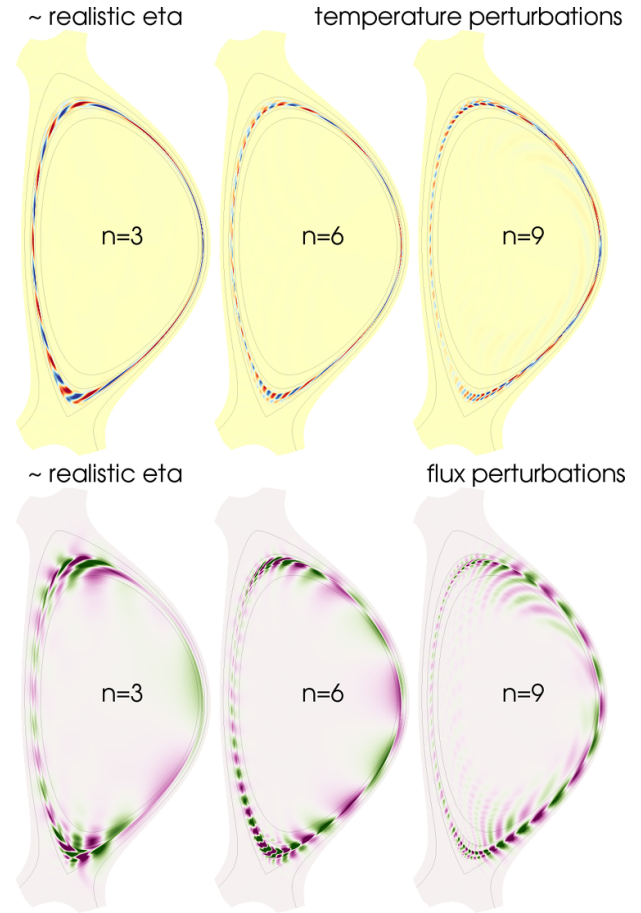 ~ realistic eta temperature perturbations
n=3 n=6 n=9
~ realistic eta flux perturbations
n=3 n=6 n=9